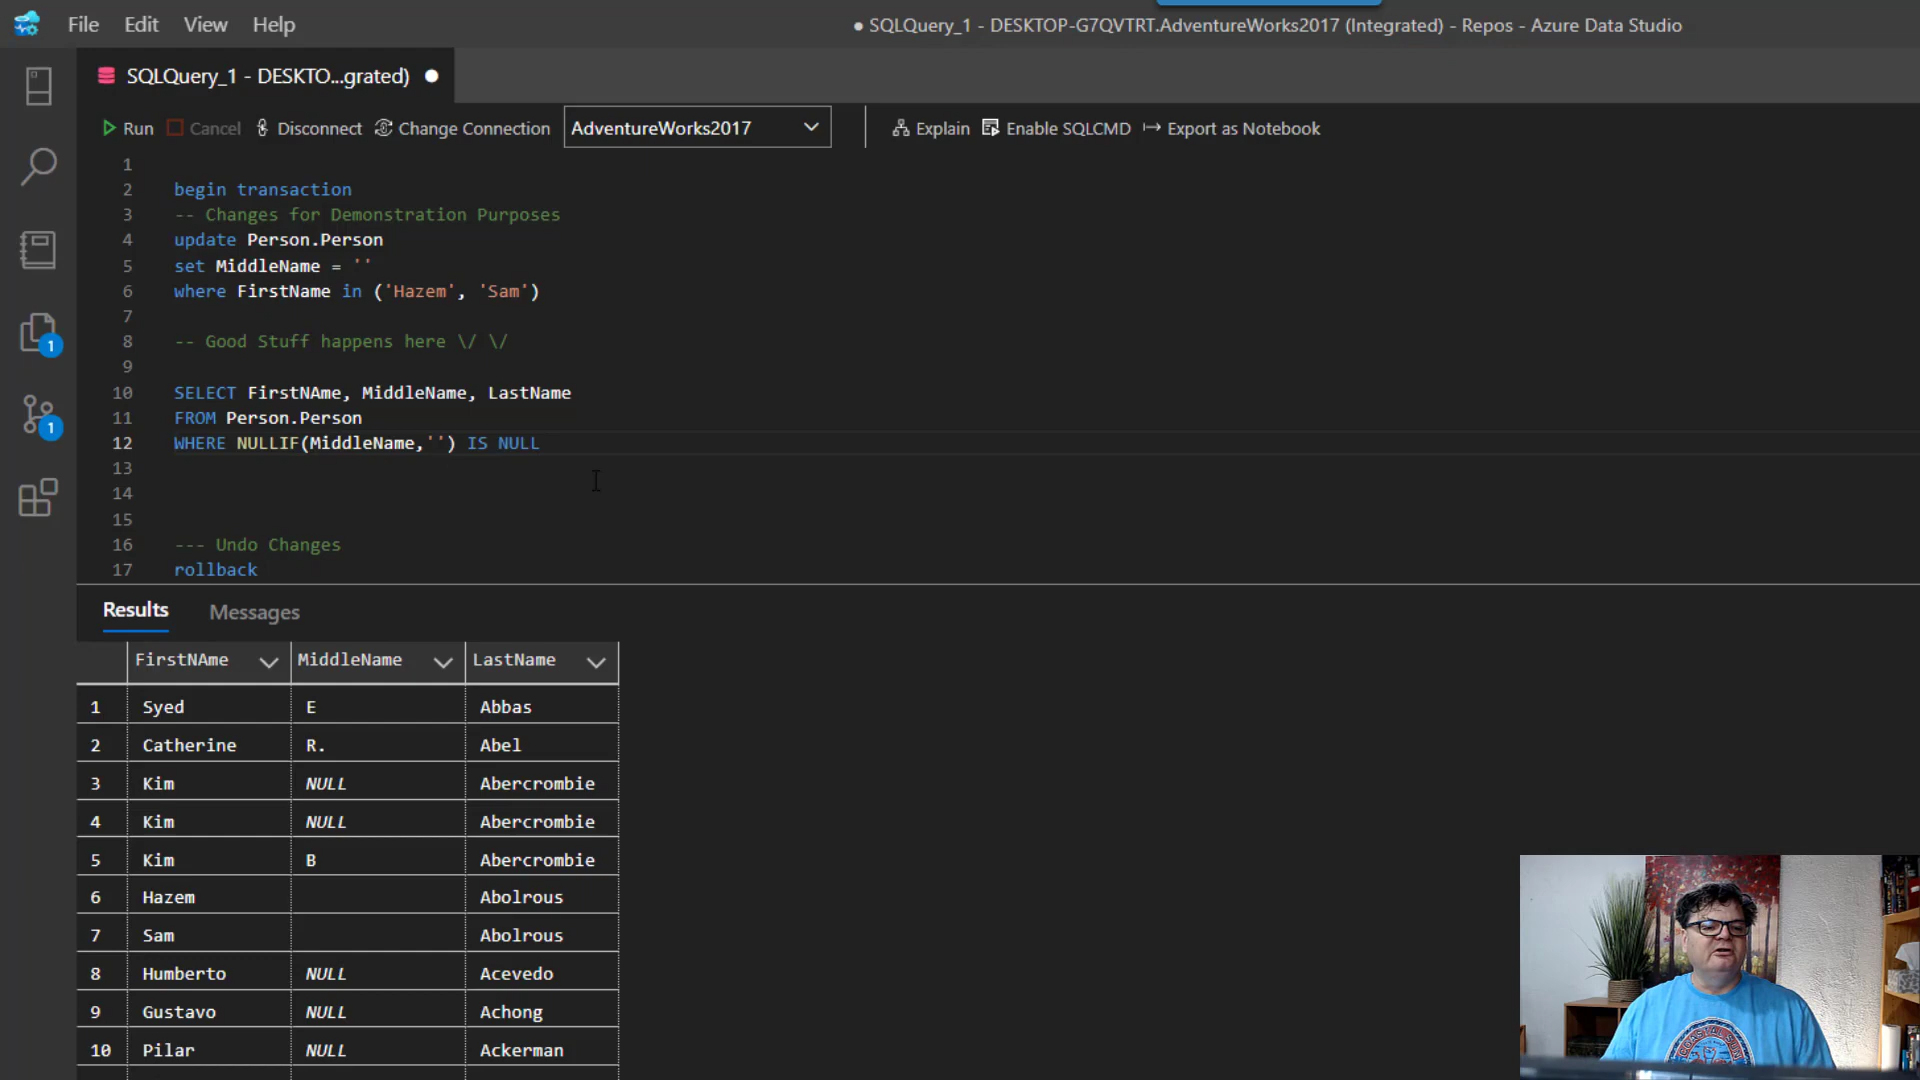 File Edit View Help
● SQLQuery_1 - DESKTOP-G7QVTRT.AdventureWorks2017 (Integrated) - Repos - Azure Data Studio
SQLQuery_1 - DESKTO...grated) ●
Run Cancel Disconnect Change Connection AdventureWorks2017 Explain Enable SQLCMD Export as Notebook
1
2 begin transaction
3 -- Changes for Demonstration Purposes
4 update Person.Person
5 set MiddleName = ''
6 where FirstName in ('Hazem', 'Sam')
7
8 -- Good Stuff happens here \/ \/
9
10 SELECT FirstNAme, MiddleName, LastName
11 FROM Person.Person
12 WHERE NULLIF(MiddleName,'') IS NULL
13
14
15
16 --- Undo Changes
17 rollback
1
1
Results Messages
FirstNAme MiddleName LastName
1 Syed E Abbas
2 Catherine R. Abel
3 Kim NULL Abercrombie
4 Kim NULL Abercrombie
5 Kim B Abercrombie
6 Hazem Abolrous
7 Sam Abolrous
8 Humberto NULL Acevedo
9 Gustavo NULL Achong
10 Pilar NULL Ackerman